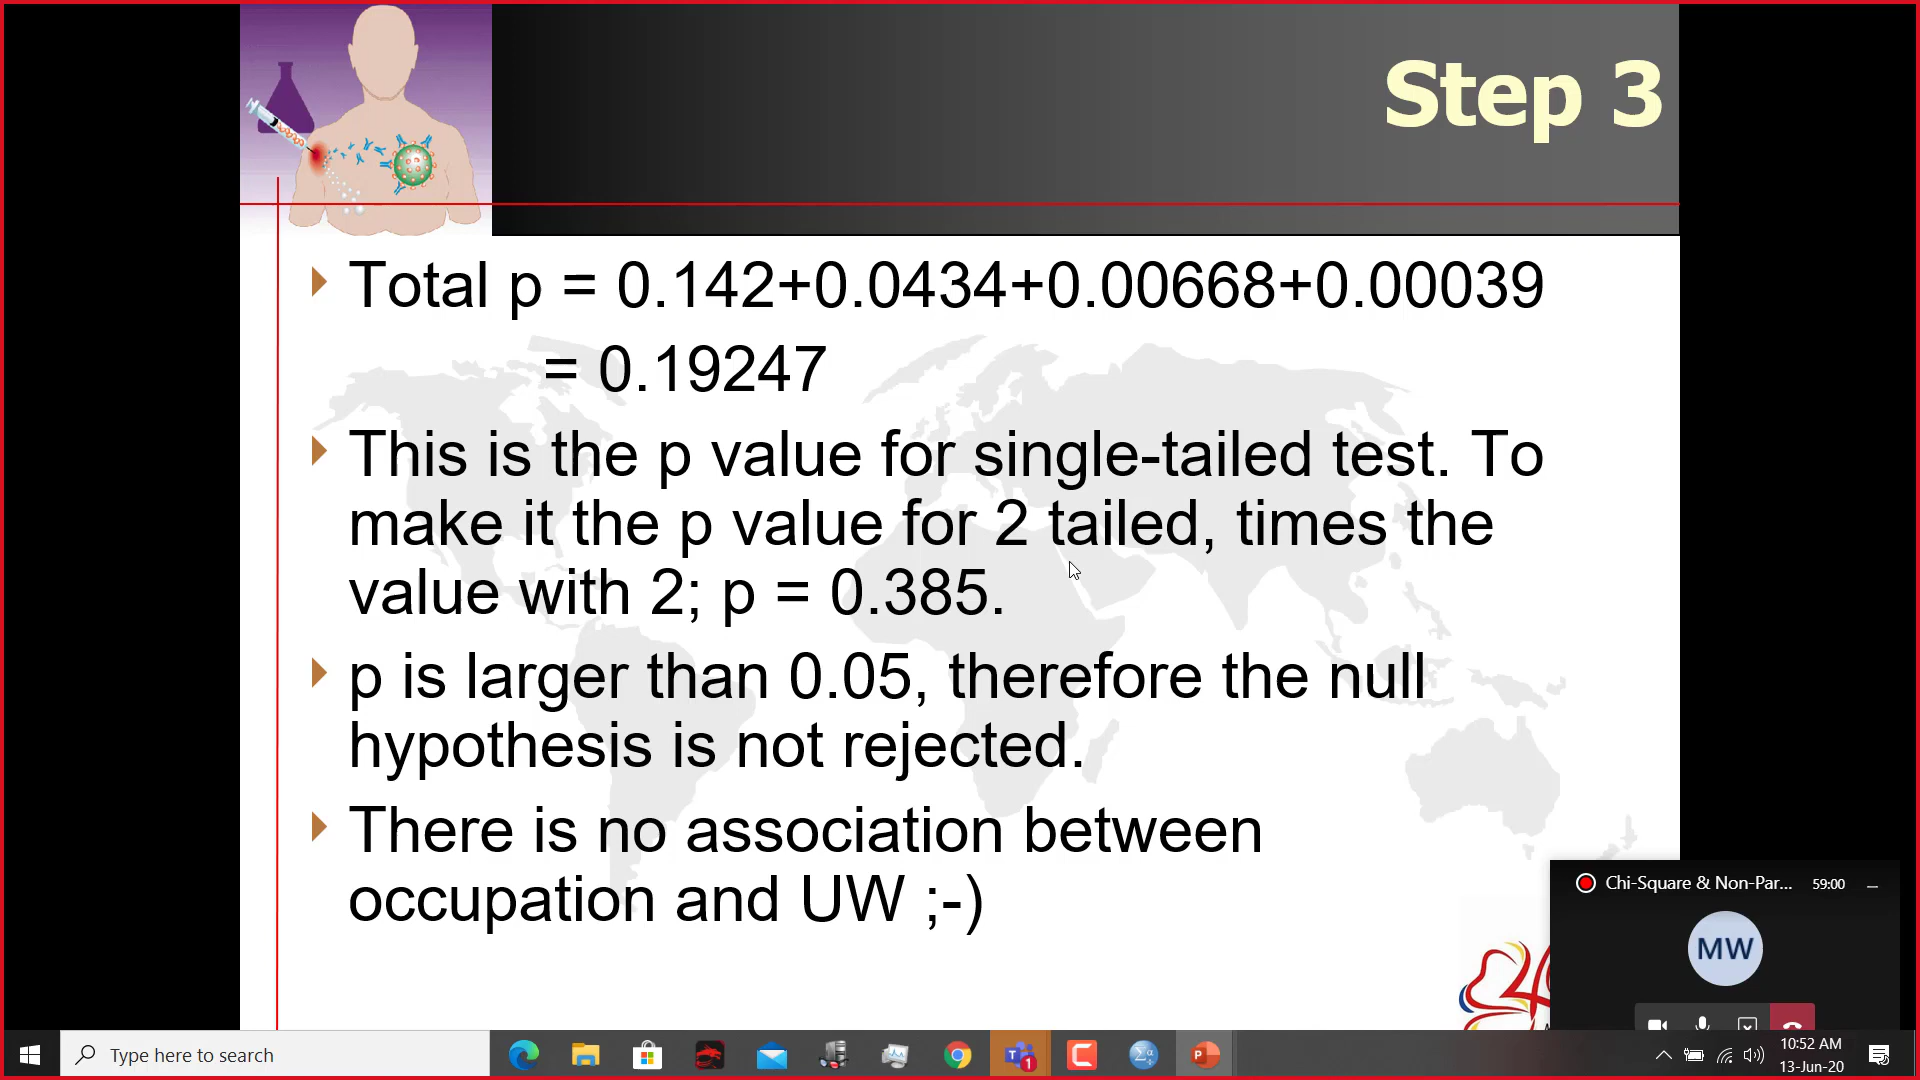 Step 3
Total p = 0.142+0.0434+0.00668+0.00039
= 0.19247
This is the p value for single-tailed test. To
make it the p value for 2 tailed, times the
value with 2; p = 0.385.
p is larger than 0.05, therefore the null
hypothesis is not rejected.
There is no association between
occupation and UW ;-)
Chi-Square & Non-Par... 59:00
MW
Type here to search
10:52 AM
13-Jun-20